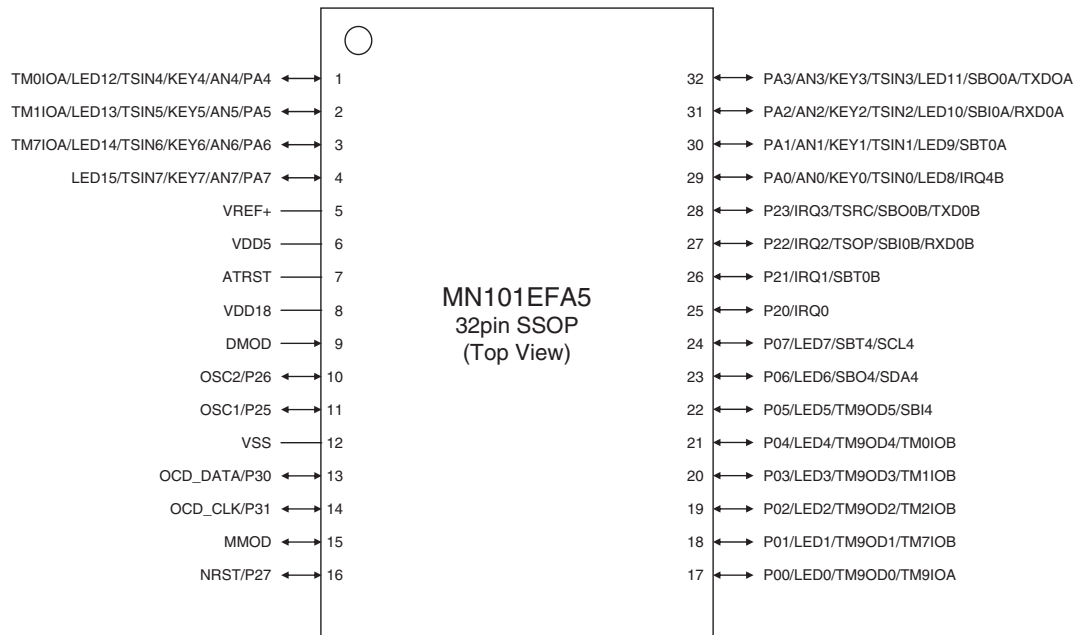 TM0IOA/LED12/TSIN4/KEY4/AN4/PA4 1
TM1IOA/LED13/TSIN5/KEY5/AN5/PA5 2
TM7IOA/LED14/TSIN6/KEY6/AN6/PA6 3
LED15/TSIN7/KEY7/AN7/PA7 4
VREF+ 5
VDD5 6
ATRST 7
VDD18 8
DMOD 9
OSC2/P26 10
OSC1/P25 11
VSS 12
OCD_DATA/P30 13
OCD_CLK/P31 14
MMOD 15
NRST/P27 16
MN101EFA5
32pin SSOP
(Top View)
32 PA3/AN3/KEY3/TSIN3/LED11/SBO0A/TXDOA
31 PA2/AN2/KEY2/TSIN2/LED10/SBI0A/RXD0A
30 PA1/AN1/KEY1/TSIN1/LED9/SBT0A
29 PA0/AN0/KEY0/TSIN0/LED8/IRQ4B
28 P23/IRQ3/TSRC/SBO0B/TXD0B
27 P22/IRQ2/TSOP/SBI0B/RXD0B
26 P21/IRQ1/SBT0B
25 P20/IRQ0
24 P07/LED7/SBT4/SCL4
23 P06/LED6/SBO4/SDA4
22 P05/LED5/TM9OD5/SBI4
21 P04/LED4/TM9OD4/TM0IOB
20 P03/LED3/TM9OD3/TM1IOB
19 P02/LED2/TM9OD2/TM2IOB
18 P01/LED1/TM9OD1/TM7IOB
17 P00/LED0/TM9OD0/TM9IOA